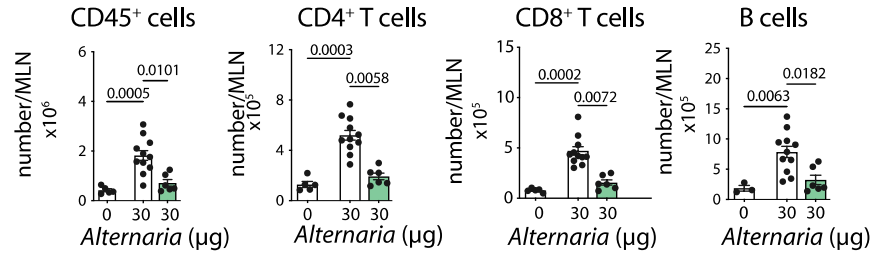 CD45⁺ cells
number/MLN
x10⁶
6
4
2
0
0.0005
0.0101
0 30 30
Alternaria (μg)
CD4⁺ T cells
number/MLN
x10⁵
12
9
6
3
0
0.0003
0.0058
0 30 30
Alternaria (μg)
CD8⁺ T cells
number/MLN
x10⁵
15
10
5
0
0.0002
0.0072
0 30 30
Alternaria (μg)
B cells
number/MLN
x10⁵
25
20
15
10
5
0
0.0063
0.0182
0 30 30
Alternaria (μg)